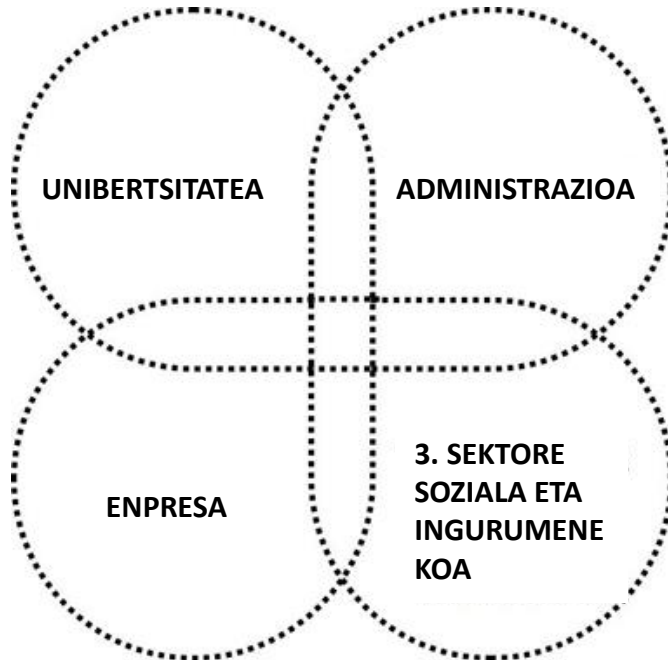 UNIBERTSITATEA
ADMINISTRAZIOA
ENPRESA
3. SEKTORE
SOZIALA ETA
INGURUMENE
KOA